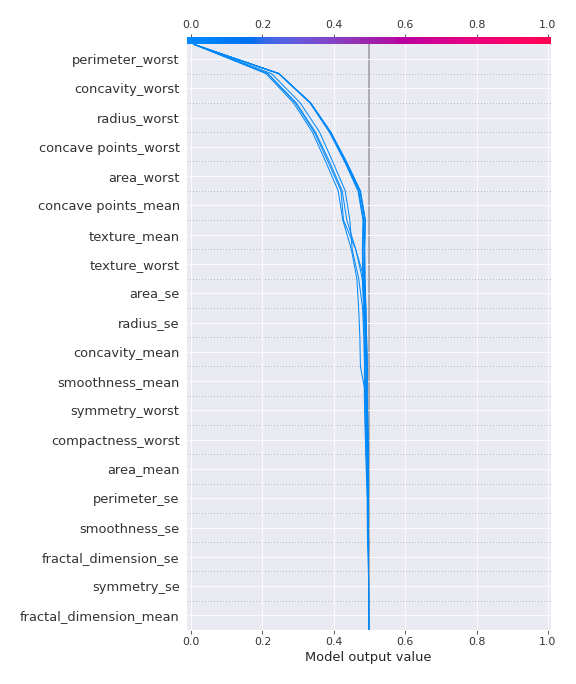 0.0 0.2 0.4 0.6 0.8 1.0
perimeter_worst
concavity_worst
radius_worst
concave points_worst
area_worst
concave points_mean
texture_mean
texture_worst
area_se
radius_se
concavity_mean
smoothness_mean
symmetry_worst
compactness_worst
area_mean
perimeter_se
smoothness_se
fractal_dimension_se
symmetry_se
fractal_dimension_mean
0.0 0.2 0.4 0.6 0.8 1.0
Model output value